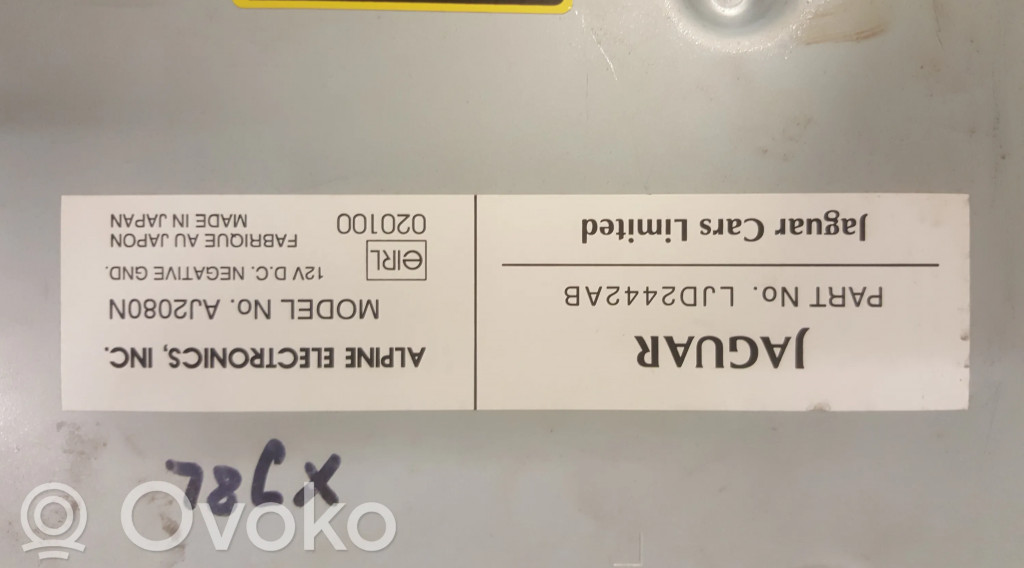 JAGUAR
PART No. LJD2442AB
Jaguar Cars Limited
ALPINE ELECTRONICS, INC.
MODEL No. AJ2080N
12V D.C. NEGATIVE GND.
FABRIQUE AU JAPON
MADE IN JAPAN
eIRL
020100
Ovoko